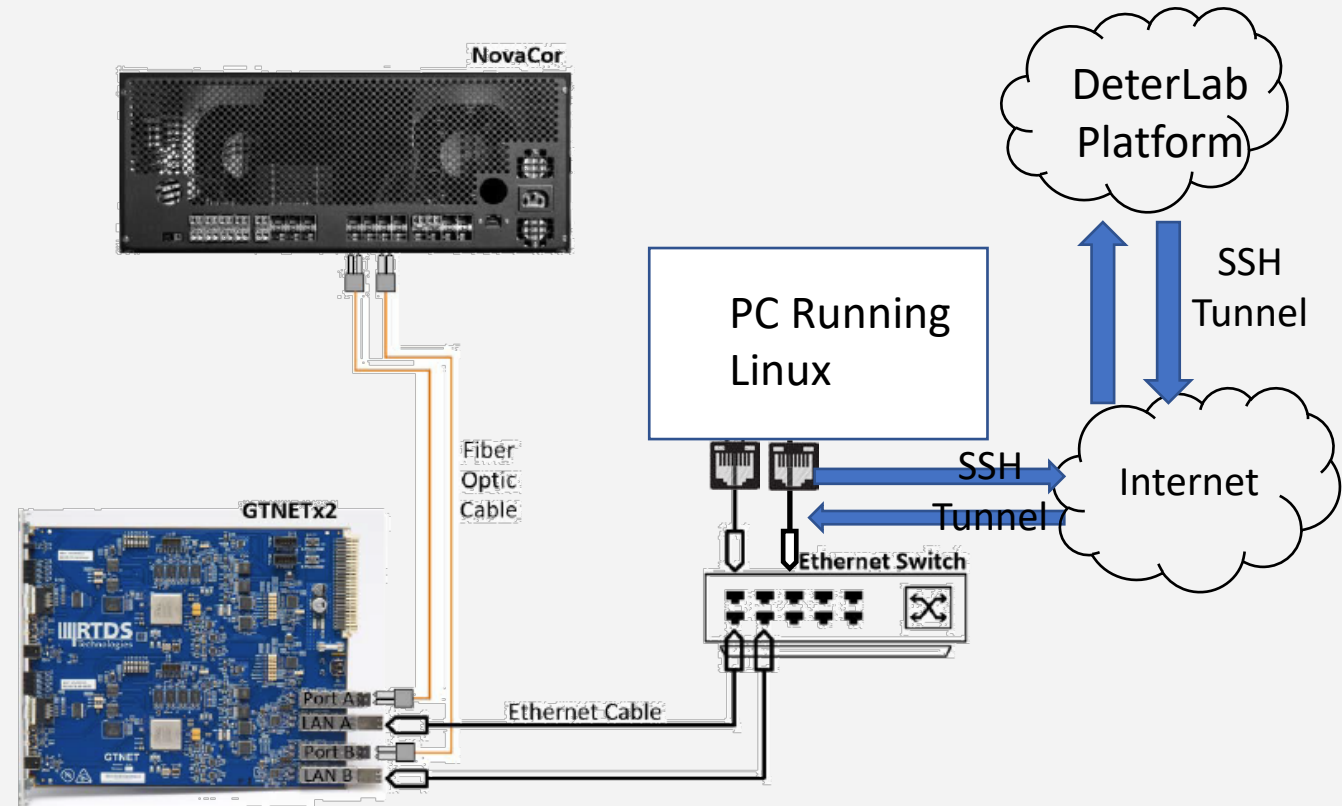 NovaCor
DeterLab
Platform
SSH
Tunnel
PC Running
Linux
Fiber
Optic
Cable
SSH
Tunnel
Internet
GTNETx2
Ethernet Switch
RTDS
Technologies
Port A
LAN A
Ethernet Cable
Port B
LAN B
GTNET